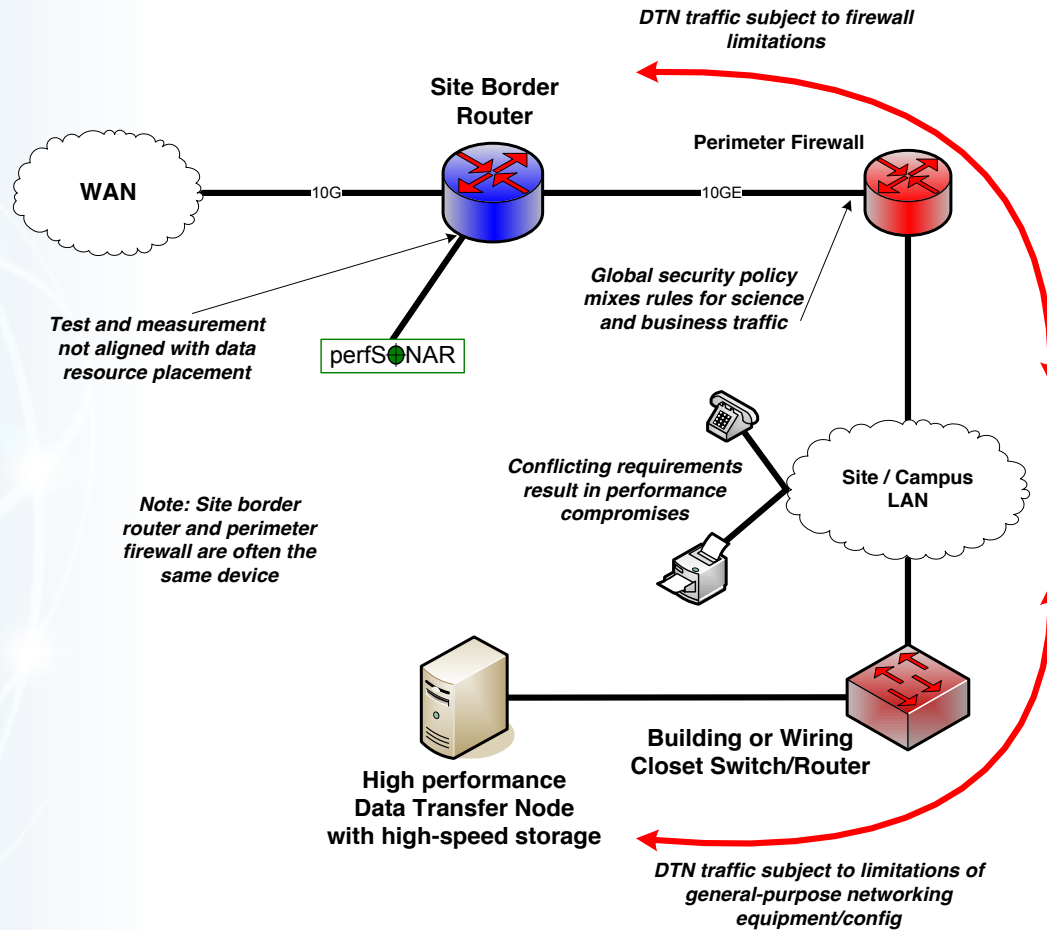 DTN traffic subject to firewall
limitations
Site Border
Router
Perimeter Firewall
WAN
10G
10GE
Global security policy
mixes rules for science
and business traffic
Test and measurement
not aligned with data
resource placement
perfSONAR
Conflicting requirements
result in performance
compromises
Site / Campus
LAN
Note: Site border
router and perimeter
firewall are often the
same device
Building or Wiring
Closet Switch/Router
High performance
Data Transfer Node
with high-speed storage
DTN traffic subject to limitations of
general-purpose networking
equipment/config